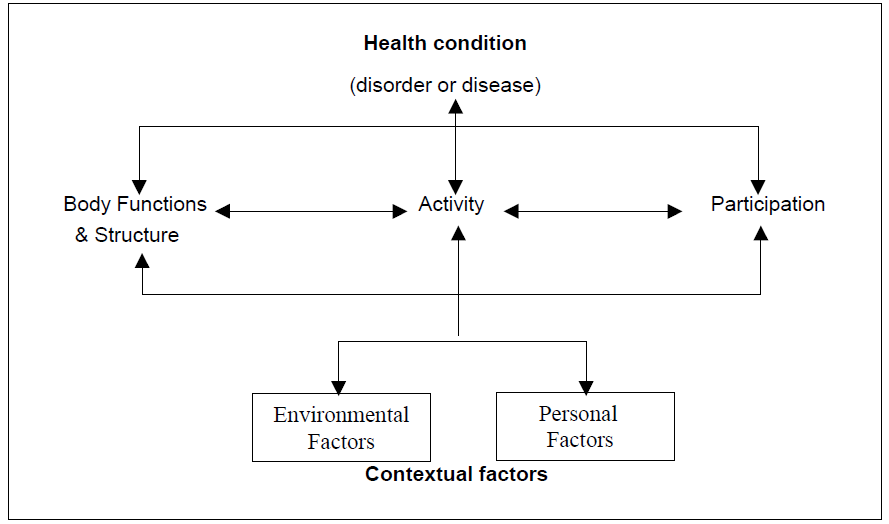 Health condition
(disorder or disease)
Body Functions
& Structure
Activity
Participation
Environmental
Factors
Personal
Factors
Contextual factors